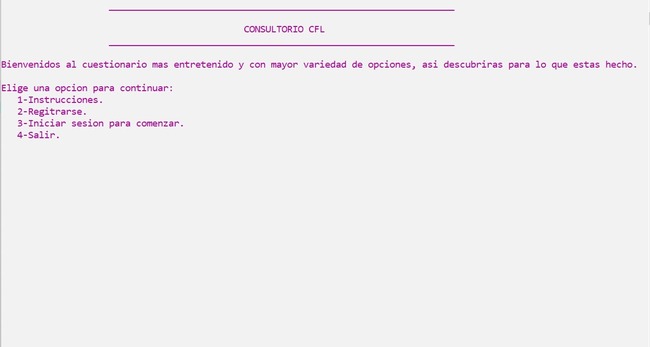 CONSULTORIO CFL
Bienvenidos al cuestionario mas entretenido y con mayor variedad de opciones, asi descubriras para lo que estas hecho.
Elige una opcion para continuar:
1-Instrucciones.
2-Regitrarse.
3-Iniciar sesion para comenzar.
4-Salir.